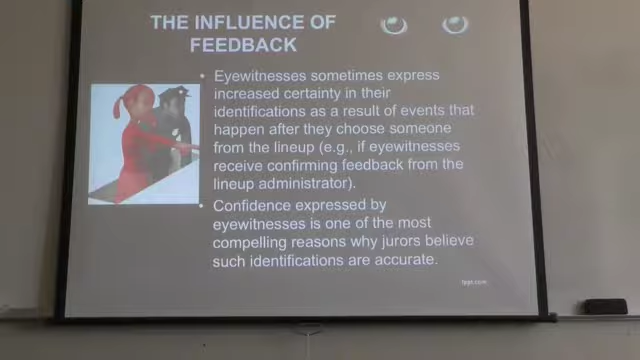 THE INFLUENCE OF
FEEDBACK
• Eyewitnesses sometimes express
increased certainty in their
identifications as a result of events that
happen after they choose someone
from the lineup (e.g., if eyewitnesses
receive confirming feedback from the
lineup administrator).
• Confidence expressed by
eyewitnesses is one of the most
compelling reasons why jurors believe
such identifications are accurate.
fppt.com